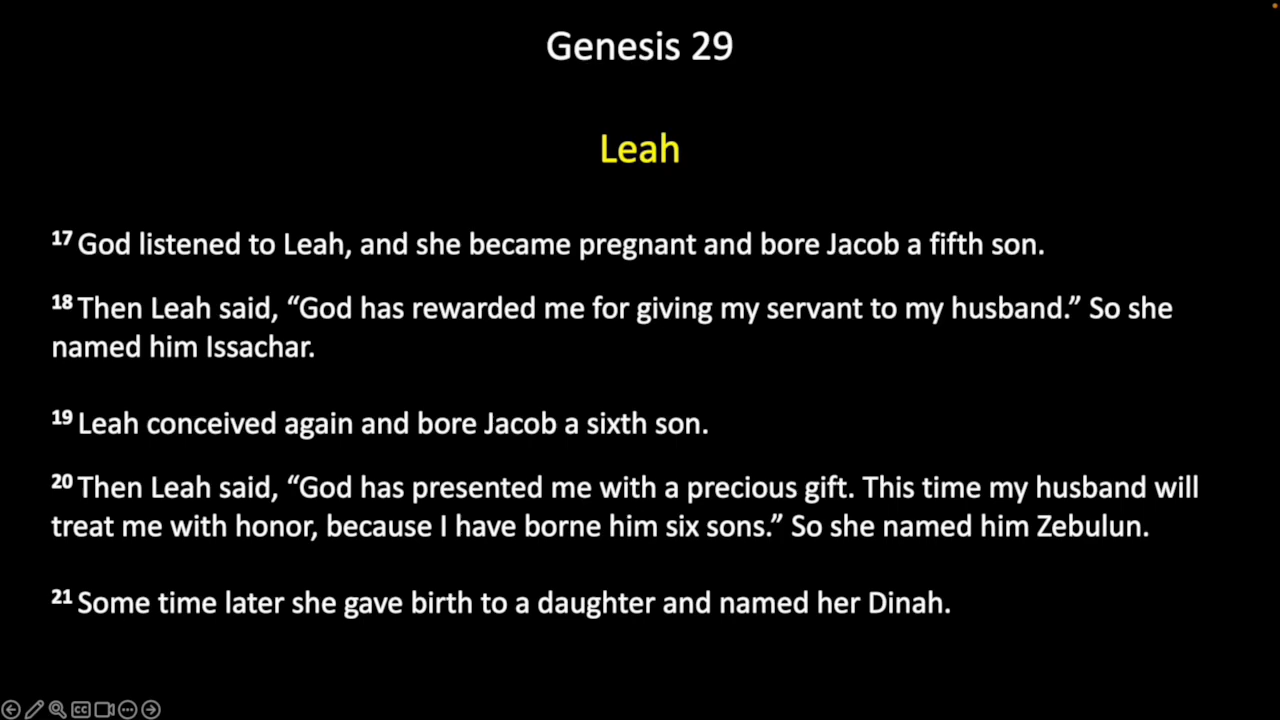 Genesis 29
Leah
17 God listened to Leah, and she became pregnant and bore Jacob a fifth son.
18 Then Leah said, “God has rewarded me for giving my servant to my husband.” So she
named him Issachar.
19 Leah conceived again and bore Jacob a sixth son.
20 Then Leah said, “God has presented me with a precious gift. This time my husband will
treat me with honor, because I have borne him six sons.” So she named him Zebulun.
21 Some time later she gave birth to a daughter and named her Dinah.
CC